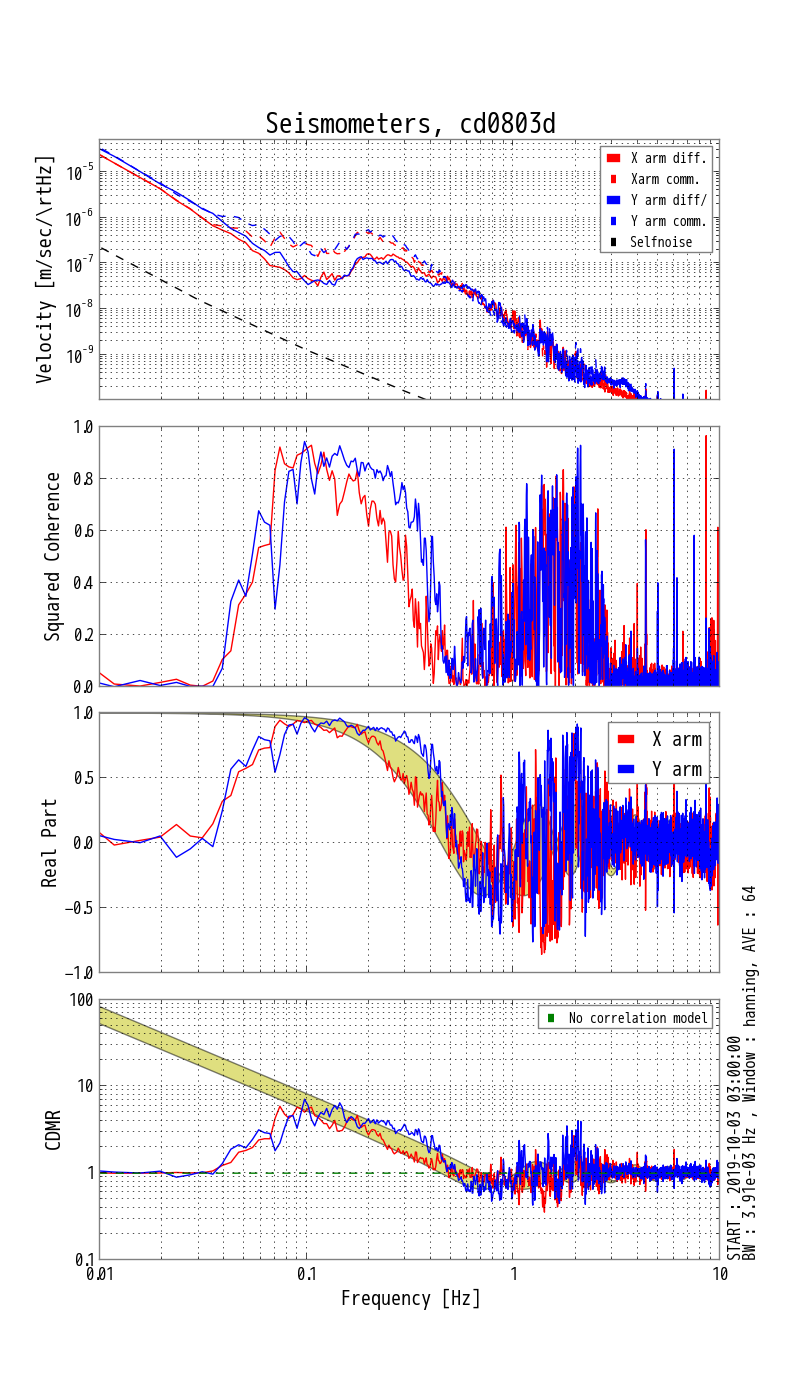 Seismometers, cd0803d
Velocity [m/sec/\rtHz]
10^-5
10^-6
10^-7
10^-8
10^-9
X arm diff.
Xarm comm.
Y arm diff/
Y arm comm.
Selfnoise
Squared Coherence
1.0
0.8
0.6
0.4
0.2
0.0
Real Part
1.0
0.5
0.0
−0.5
−1.0
X arm
Y arm
CDMR
100
10
1
0.1
No correlation model
0.01
0.1
1
10
Frequency [Hz]
START : 2019-10-03 03:00:00
BW : 3.91e-03 Hz , Window : hanning, AVE : 64